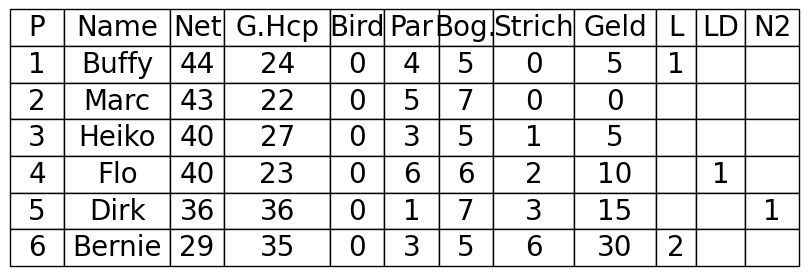 P Name Net G.Hcp Bird Par Bog. Strich Geld L LD N2
1 Buffy 44 24 0 4 5 0 5 1
2 Marc 43 22 0 5 7 0 0
3 Heiko 40 27 0 3 5 1 5
4 Flo 40 23 0 6 6 2 10 1
5 Dirk 36 36 0 1 7 3 15 1
6 Bernie 29 35 0 3 5 6 30 2